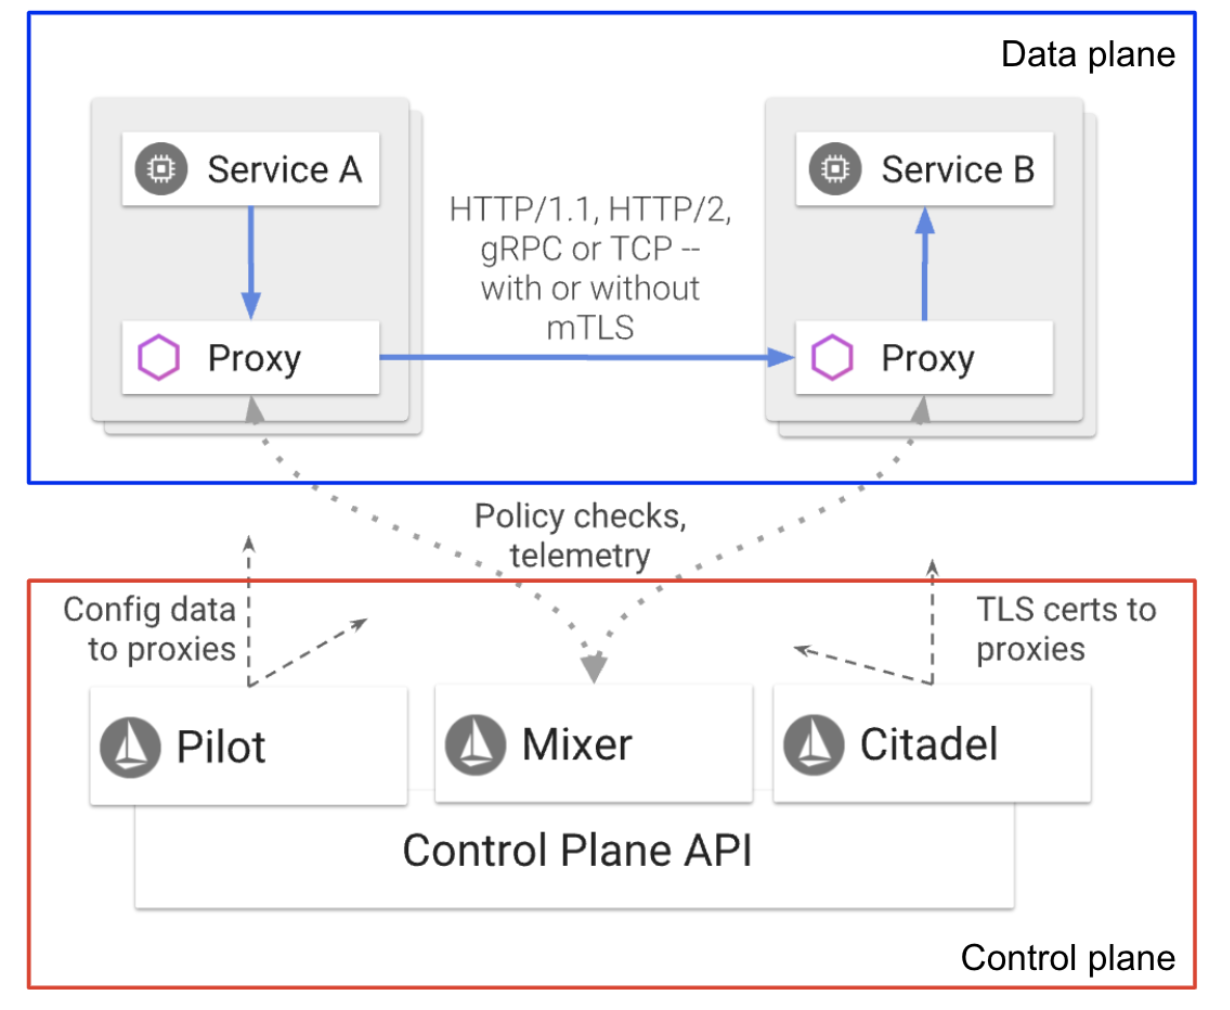 Data plane
Service A
Service B
HTTP/1.1, HTTP/2,
gRPC or TCP --
with or without
mTLS
Proxy
Proxy
Policy checks,
telemetry
Config data
to proxies
TLS certs to
proxies
Pilot
Mixer
Citadel
Control Plane API
Control plane